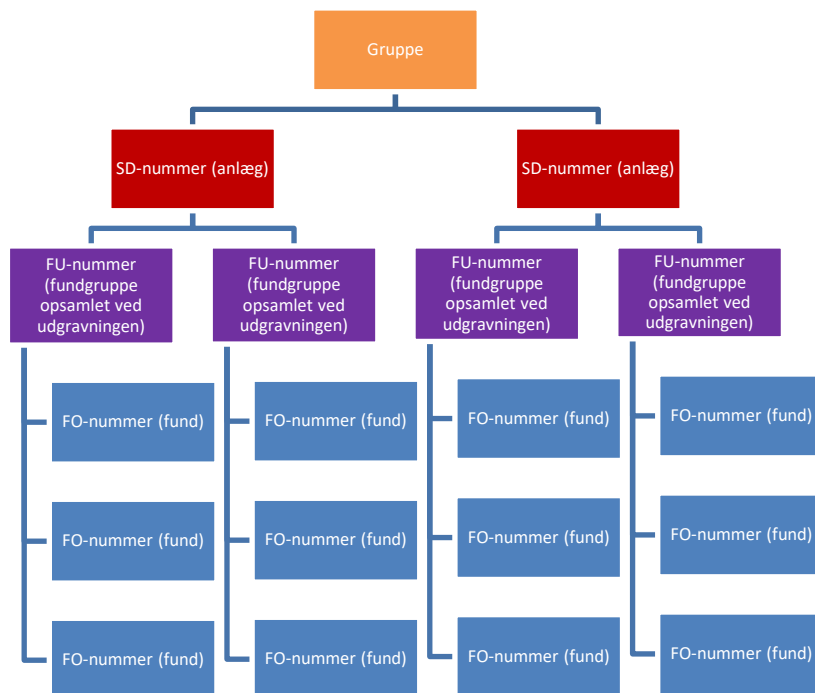 Gruppe
SD-nummer (anlæg)
SD-nummer (anlæg)
FU-nummer
(fundgruppe
opsamlet ved
udgravningen)
FU-nummer
(fundgruppe
opsamlet ved
udgravningen)
FU-nummer
(fundgruppe
opsamlet ved
udgravningen)
FU-nummer
(fundgruppe
opsamlet ved
udgravningen)
FO-nummer (fund)
FO-nummer (fund)
FO-nummer (fund)
FO-nummer (fund)
FO-nummer (fund)
FO-nummer (fund)
FO-nummer (fund)
FO-nummer (fund)
FO-nummer (fund)
FO-nummer (fund)
FO-nummer (fund)
FO-nummer (fund)